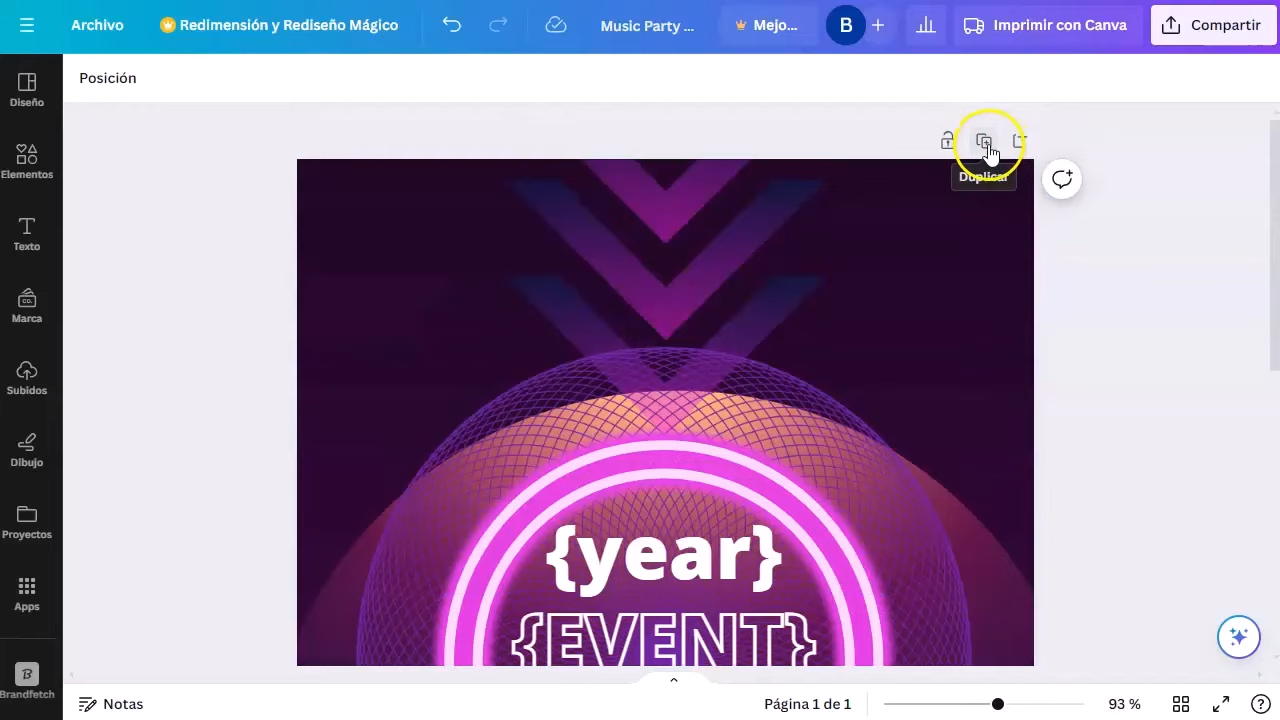 Archivo
Redimensión y Rediseño Mágico
Music Party ...
Mejo...
B
Imprimir con Canva
Compartir
Posición
Diseño
Elementos
Texto
CO.
Marca
Subidos
Dibujo
Proyectos
Apps
Brandfetch
Duplicar
{year}
{EVENT}
Notas
Página 1 de 1
93 %